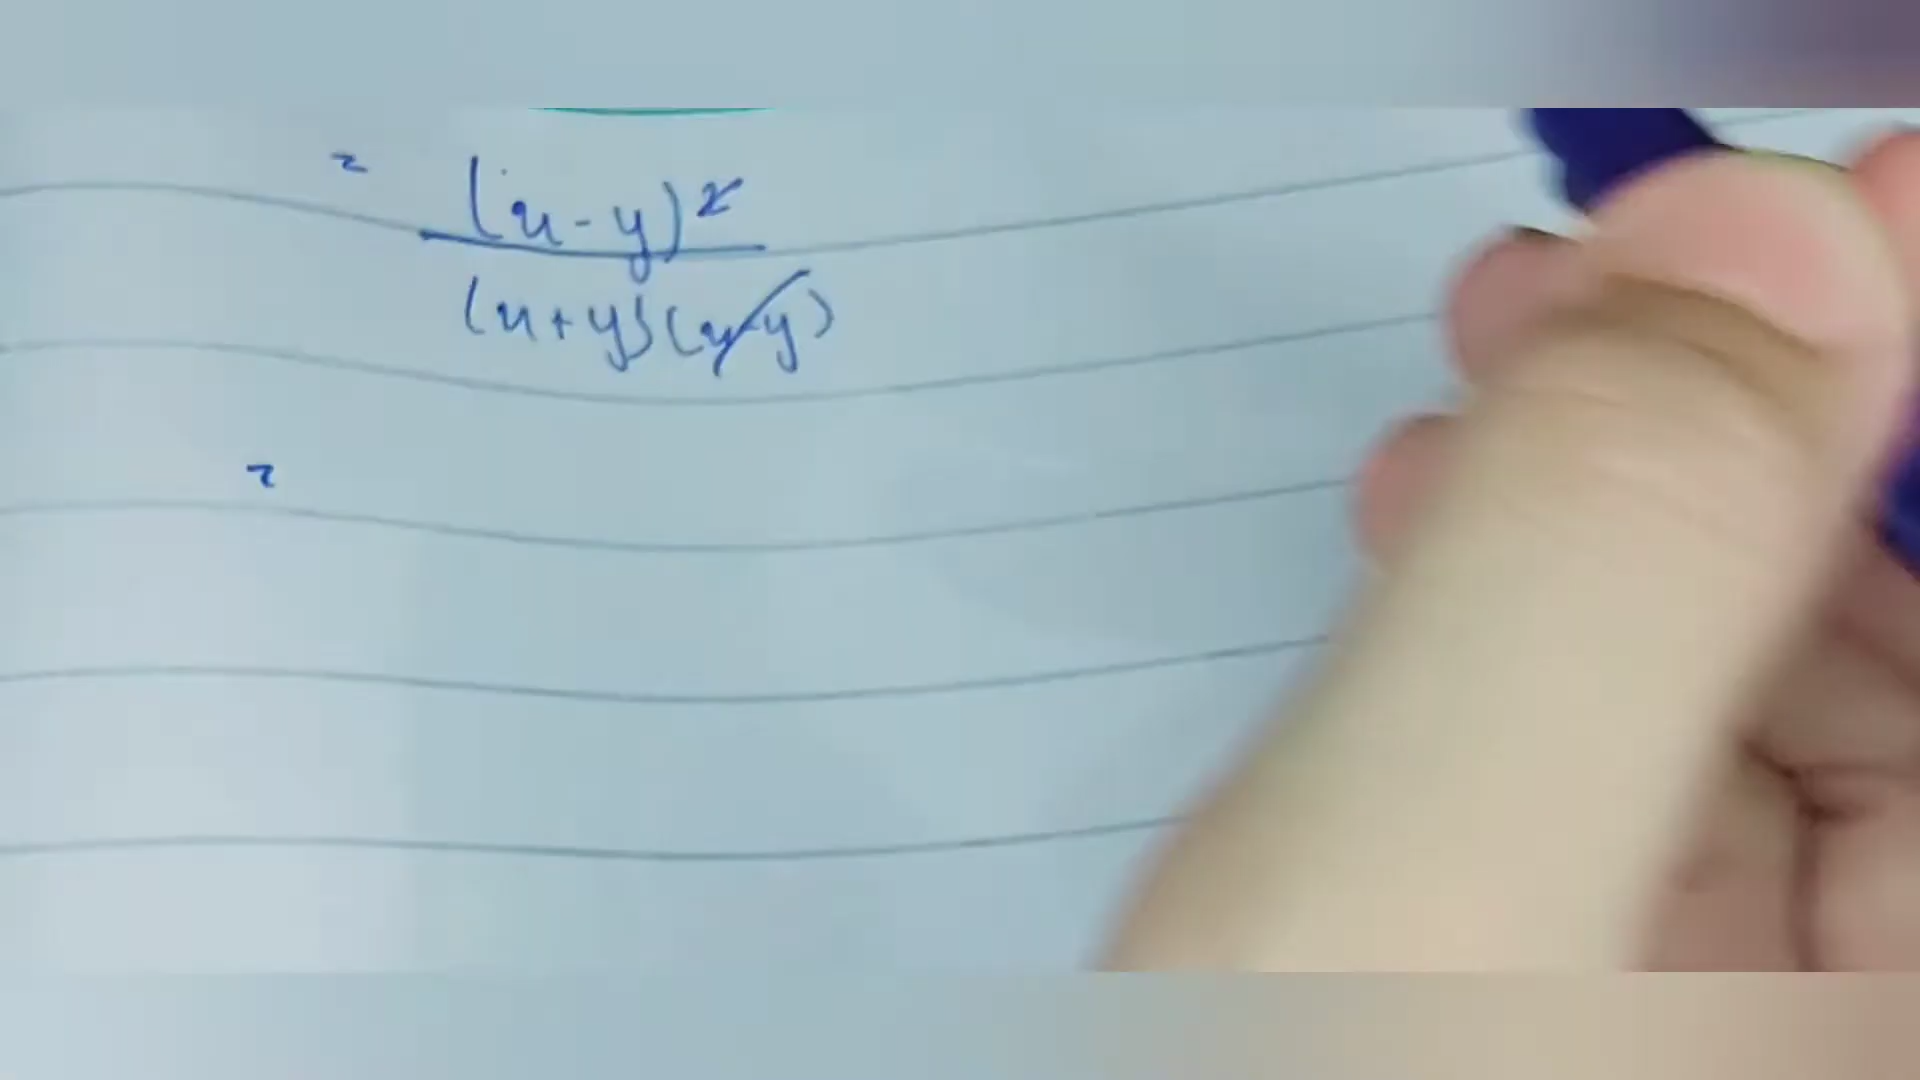 = (x-y)²
(x+y)(x-y)
=